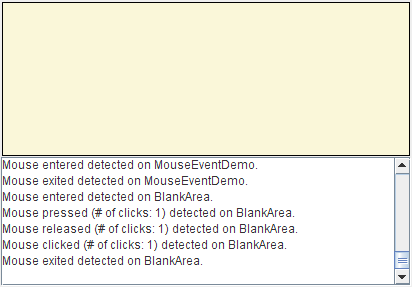 Mouse entered detected on MouseEventDemo.
Mouse exited detected on MouseEventDemo.
Mouse entered detected on BlankArea.
Mouse pressed (# of clicks: 1) detected on BlankArea.
Mouse released (# of clicks: 1) detected on BlankArea.
Mouse clicked (# of clicks: 1) detected on BlankArea.
Mouse exited detected on BlankArea.